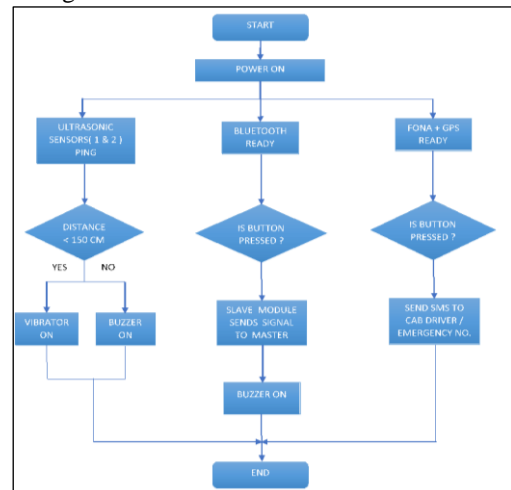 START
POWER ON
ULTRASONIC
SENSORS( 1 & 2 )
PING
BLUETOOTH
READY
FONA + GPS
READY
DISTANCE
< 150 CM
IS BUTTON
PRESSED ?
IS BUTTON
PRESSED ?
YES
NO
VIBRATOR
ON
BUZZER
ON
SLAVE MODULE
SENDS SIGNAL
TO MASTER
SEND SMS TO
CAB DRIVER /
EMERGENCY NO.
BUZZER ON
END